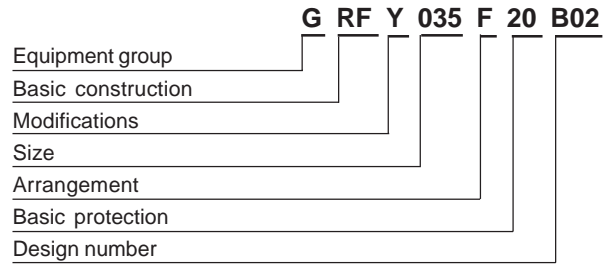 G RF Y 035 F 20 B02
Equipment group
Basic construction
Modifications
Size
Arrangement
Basic protection
Design number